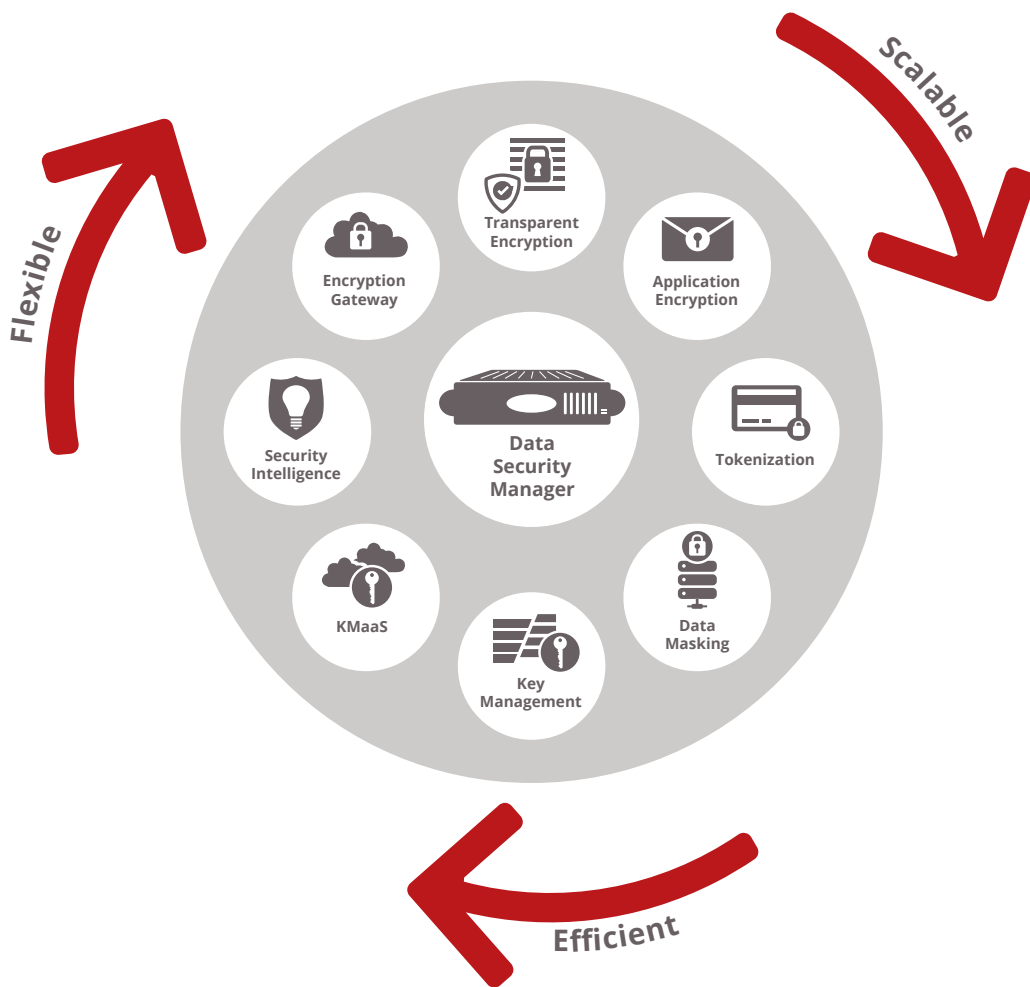 Scalable
Flexible
Transparent
Encryption
Application
Encryption
Tokenization
Data
Masking
Key
Management
KMaaS
Security
Intelligence
Encryption
Gateway
Data
Security
Manager
Efficient